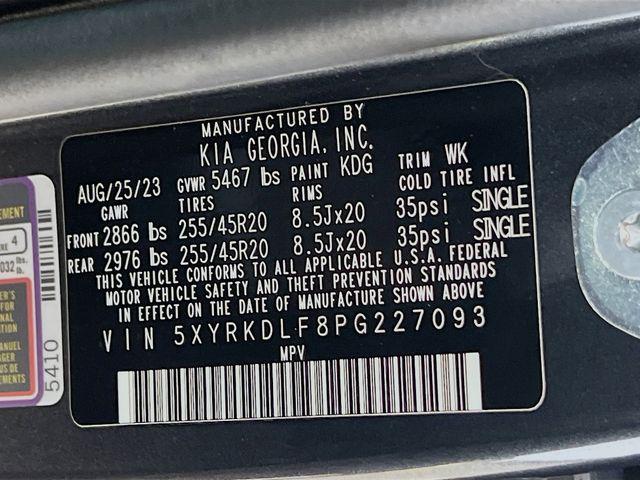 MANUFACTURED BY
KIA GEORGIA, INC.
AUG/25/23 GVWR 5467 lbs PAINT KDG TRIM WK
GAWR TIRES RIMS COLD TIRE INFL
FRONT 2866 lbs 255/45R20 8.5Jx20 35psi SINGLE
REAR 2976 lbs 255/45R20 8.5Jx20 35psi SINGLE
THIS VEHICLE CONFORMS TO ALL APPLICABLE U.S.A. FEDERAL
MOTOR VEHICLE SAFETY AND THEFT PREVENTION STANDARDS
IN EFFECT ON THE DATE OF MANUFACTURE SHOWN ABOVE
VIN 5XYRKDLF8PG227093
MPV
4
5410